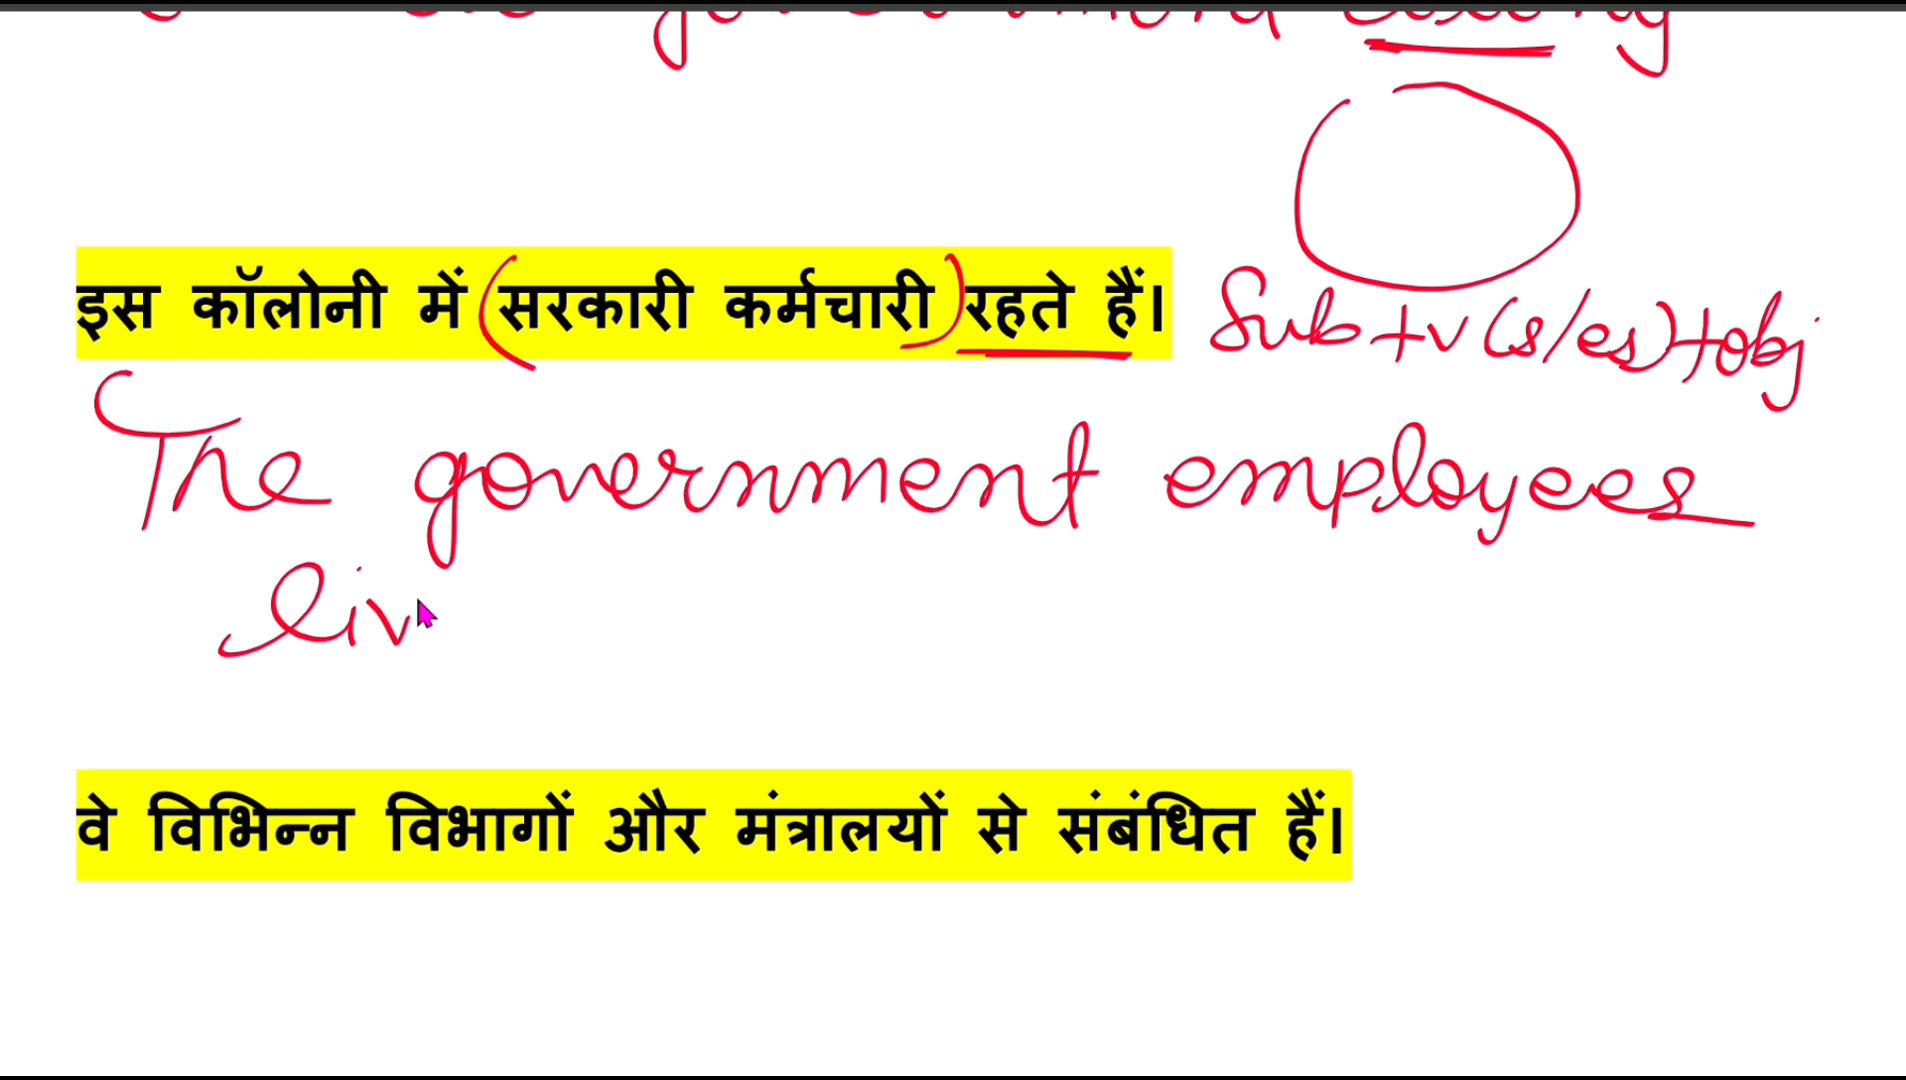 इस कॉलोनी में (सरकारी कर्मचारी) रहते हैं।
Sub + v (s/es) + obj
The government employees
liv
वे विभिन्न विभागों और मंत्रालयों से संबंधित हैं।